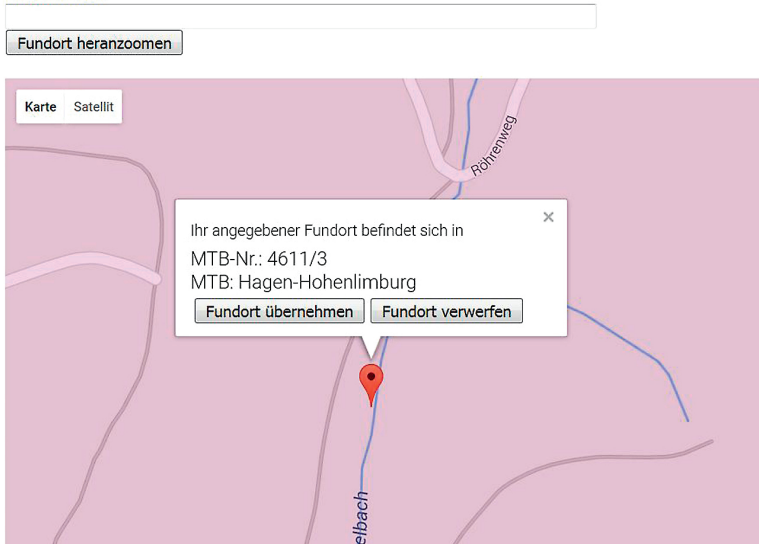 Fundort heranzoomen
Karte Satellit
Röhrenweg
Ihr angegebener Fundort befindet sich in
MTB-Nr.: 4611/3
MTB: Hagen-Hohenlimburg
Fundort übernehmen Fundort verwerfen
elbach